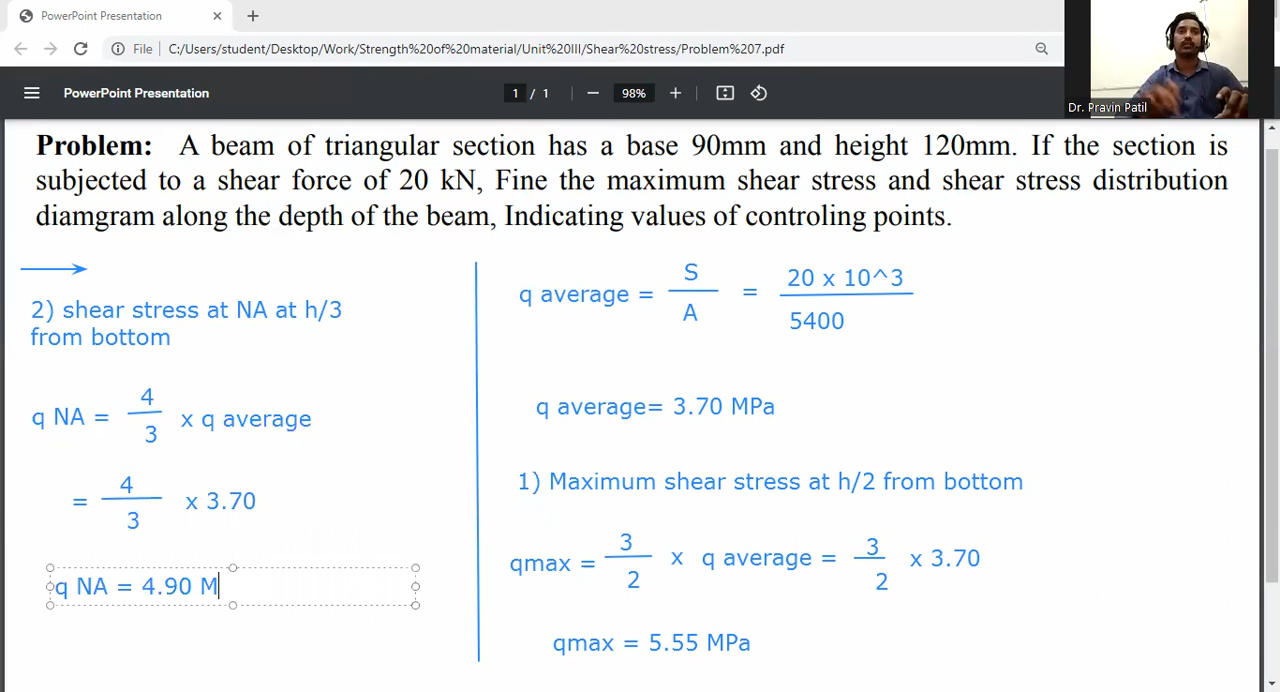 PowerPoint Presentation
File
C:/Users/student/Desktop/Work/Strength%20of%20material/Unit%20III/Shear%20stress/Problem%207.pdf
Dr. Pravin Patil
PowerPoint Presentation
1 / 1
98%
Problem: A beam of triangular section has a base 90mm and height 120mm. If the section is
subjected to a shear force of 20 kN, Fine the maximum shear stress and shear stress distribution
diamgram along the depth of the beam, Indicating values of controling points.
2) shear stress at NA at h/3
from bottom
q NA = 4/3 x q average
= 4/3 x 3.70
q NA = 4.90 M
q average = S/A = 20 x 10^3/5400
q average= 3.70 MPa
1) Maximum shear stress at h/2 from bottom
qmax = 3/2 x q average = 3/2 x 3.70
qmax = 5.55 MPa